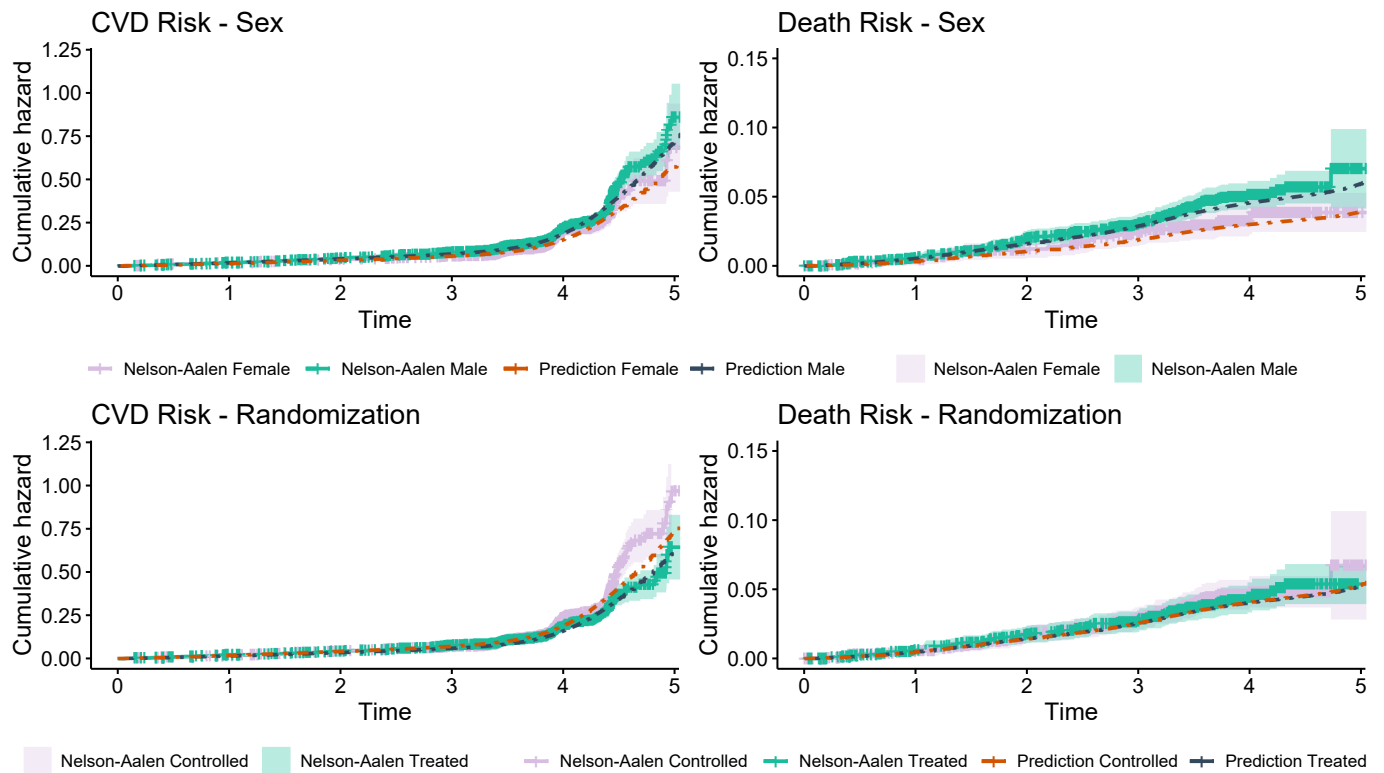 CVD Risk - Sex
Death Risk - Sex
Cumulative hazard
1.25
1.00
0.75
0.50
0.25
0.00
0 1 2 3 4 5
Time
Cumulative hazard
0.15
0.10
0.05
0.00
0 1 2 3 4 5
Time
Nelson-Aalen Female Nelson-Aalen Male Prediction Female Prediction Male Nelson-Aalen Female Nelson-Aalen Male
CVD Risk - Randomization
Death Risk - Randomization
Cumulative hazard
1.25
1.00
0.75
0.50
0.25
0.00
0 1 2 3 4 5
Time
Cumulative hazard
0.15
0.10
0.05
0.00
0 1 2 3 4 5
Time
Nelson-Aalen Controlled Nelson-Aalen Treated Nelson-Aalen Controlled Nelson-Aalen Treated Prediction Controlled Prediction Treated